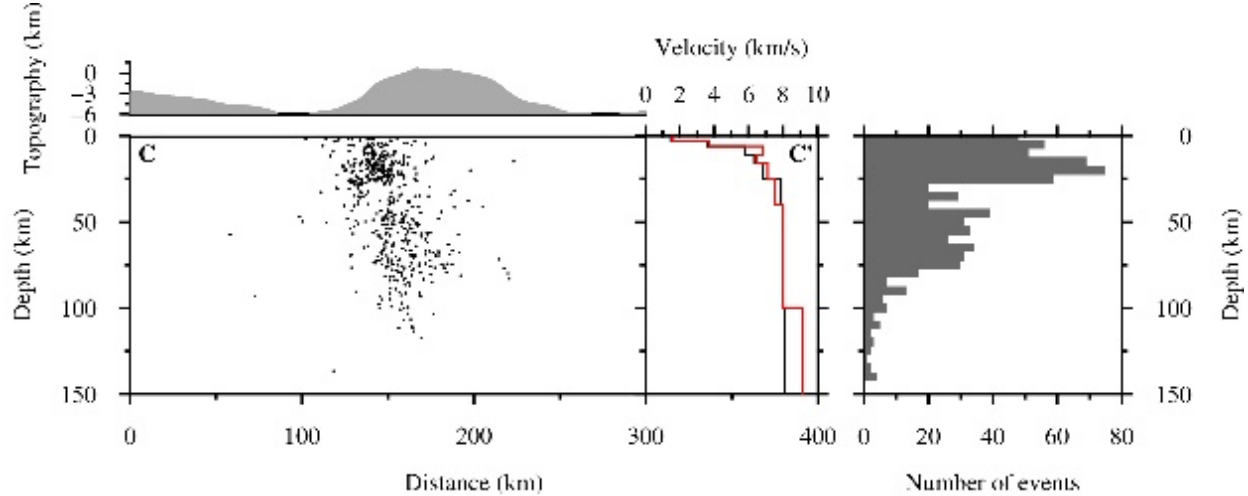 Velocity (km/s)
0 2 4 6 8 10
Topography (km)
0
−3
−6
C
C'
0
50
100
150
Depth (km)
0 100 200 400
Distance (km)
0
50
100
150
Depth (km)
0 20 40 60 80
Number of events